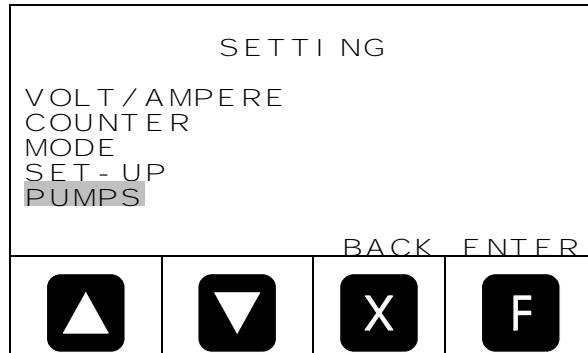 SETTING
VOLT/AMPERE
COUNTER
MODE
SET-UP
PUMPS
BACK ENTER
X F